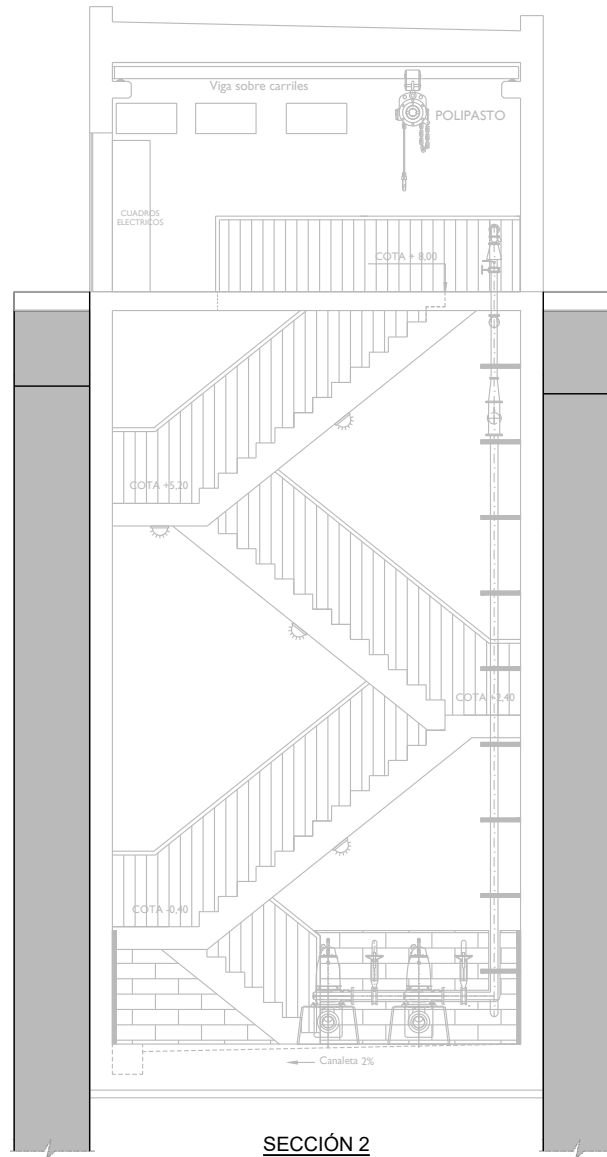 Viga sobre carriles
POLIPASTO
CUADROS
ELECTRICOS
COTA + 8,00
COTA +5,20
COTA +2,40
COTA -0,40
Canaleta 2%
SECCIÓN 2